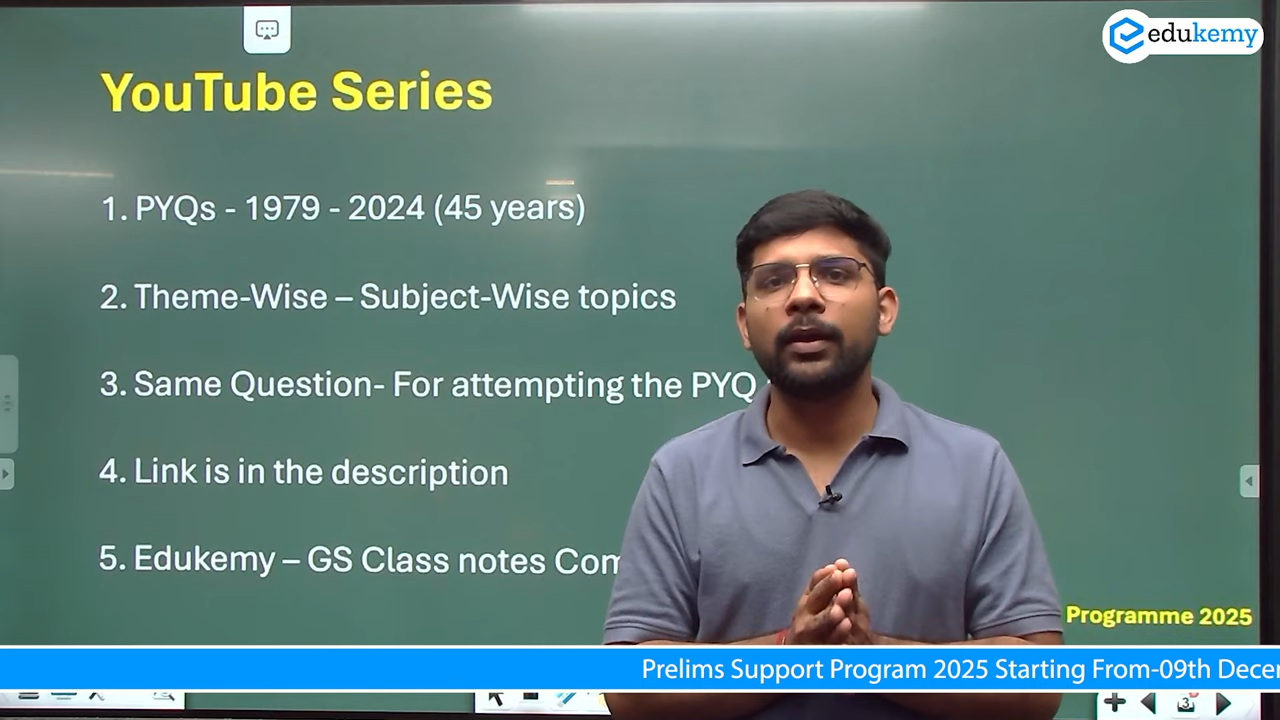 edukemy
YouTube Series
1. PYQs - 1979 - 2024 (45 years)
2. Theme-Wise – Subject-Wise topics
3. Same Question- For attempting the PYQ
4. Link is in the description
5. Edukemy – GS Class notes
Programme 2025
Prelims Support Program 2025 Starting From-09th
3